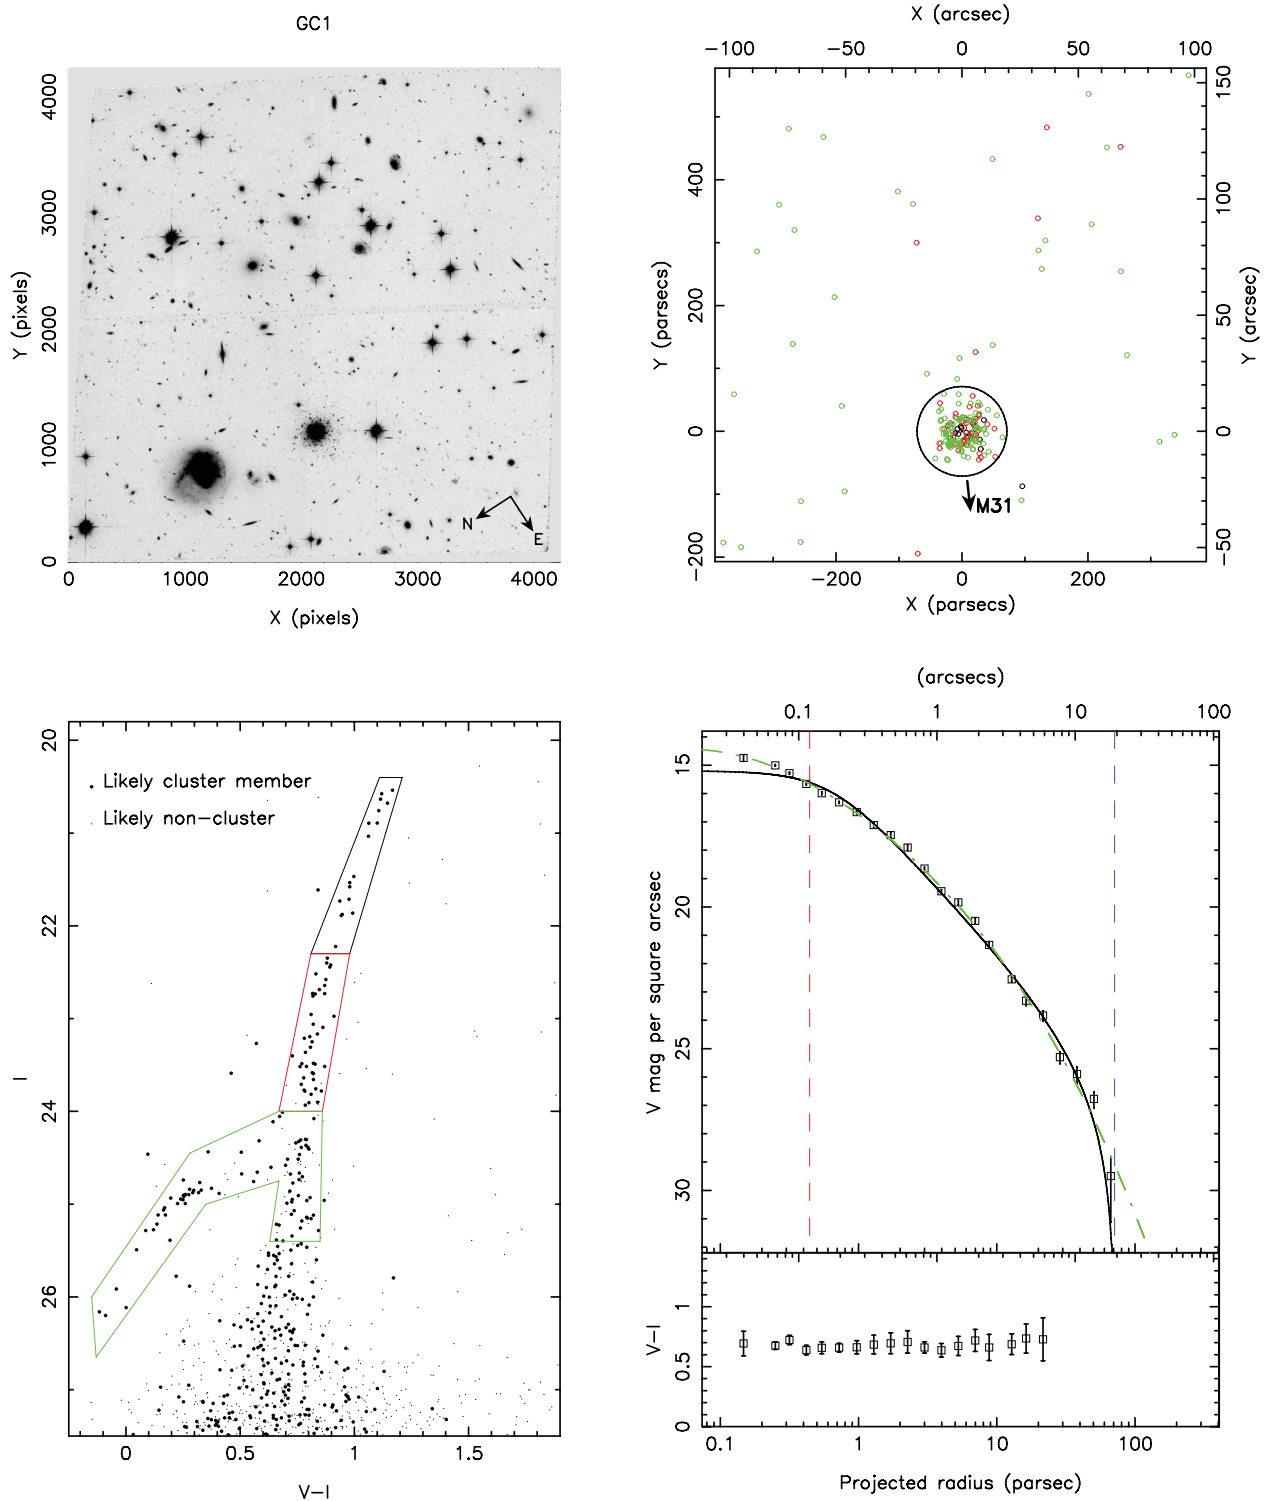 GC1
4000
3000
2000
1000
0
Y (pixels)
0 1000 2000 3000 4000
X (pixels)
N
E
X (arcsec)
−100 −50 0 50 100
400
200
0
−200
Y (parsecs)
150
100
50
0
−50
Y (arcsec)
M31
−200 0 200
X (parsecs)
20
22
24
26
I
Likely cluster member
Likely non−cluster
0 0.5 1 1.5
V−I
(arcsecs)
0.1 1 10 100
15
20
25
30
V mag per square arcsec
1
0.5
0
V−I
0.1 1 10 100
Projected radius (parsec)